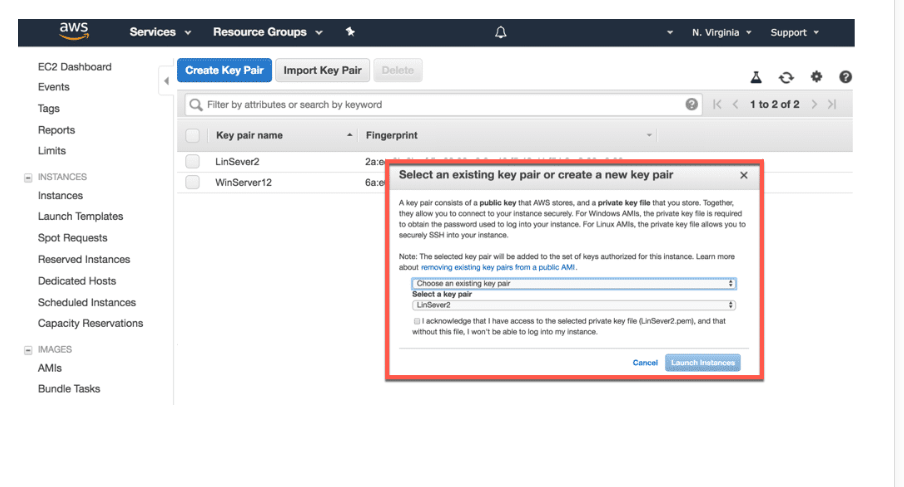 aws Services Resource Groups N. Virginia Support
EC2 Dashboard
Events
Tags
Reports
Limits
INSTANCES
Instances
Launch Templates
Spot Requests
Reserved Instances
Dedicated Hosts
Scheduled Instances
Capacity Reservations
IMAGES
AMIs
Bundle Tasks
Create Key Pair Import Key Pair Delete
Filter by attributes or search by keyword 1 to 2 of 2
Key pair name Fingerprint
LinSever2 2a:e
WinServer12 6a:e
Select an existing key pair or create a new key pair
A key pair consists of a public key that AWS stores, and a private key file that you store. Together,
they allow you to connect to your instance securely. For Windows AMIs, the private key file is required
to obtain the password used to log into your instance. For Linux AMIs, the private key file allows you to
securely SSH into your instance.
Note: The selected key pair will be added to the set of keys authorized for this instance. Learn more
about removing existing key pairs from a public AMI.
Choose an existing key pair
Select a key pair
LinSever2
I acknowledge that I have access to the selected private key file (LinSever2.pem), and that
without this file, I won't be able to log into my instance.
Cancel Launch Instances